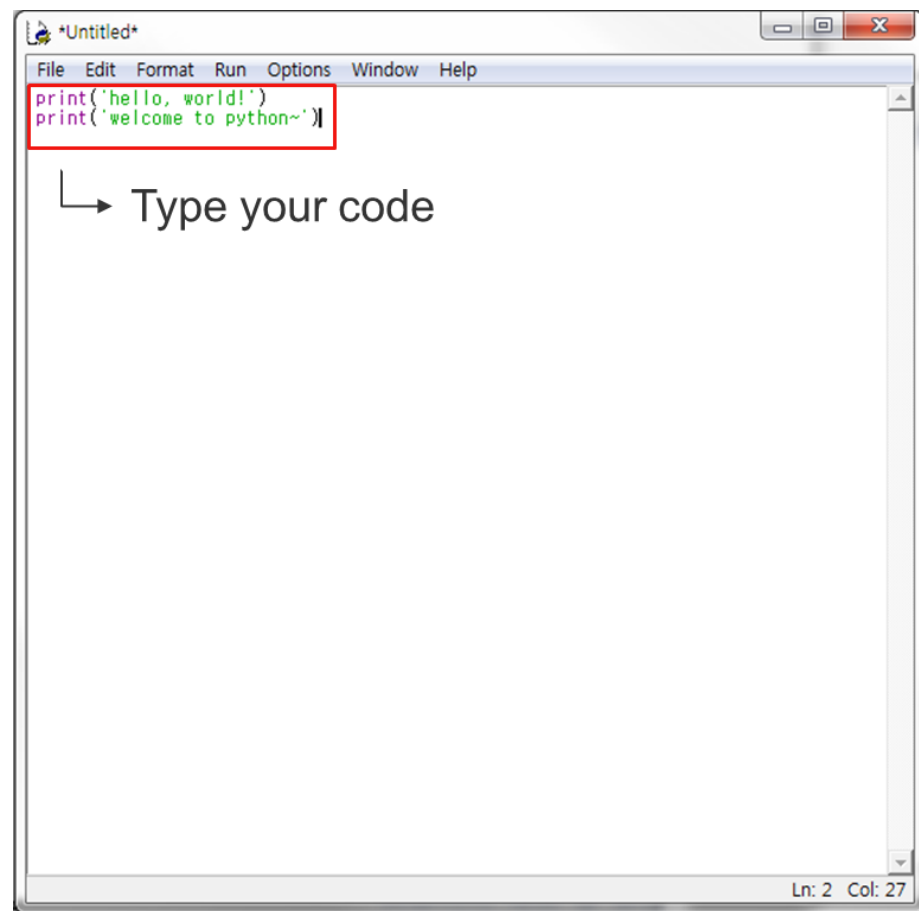 *Untitled*
File Edit Format Run Options Window Help
print('hello, world!')
print('welcome to python~')
Type your code
Ln: 2 Col: 27